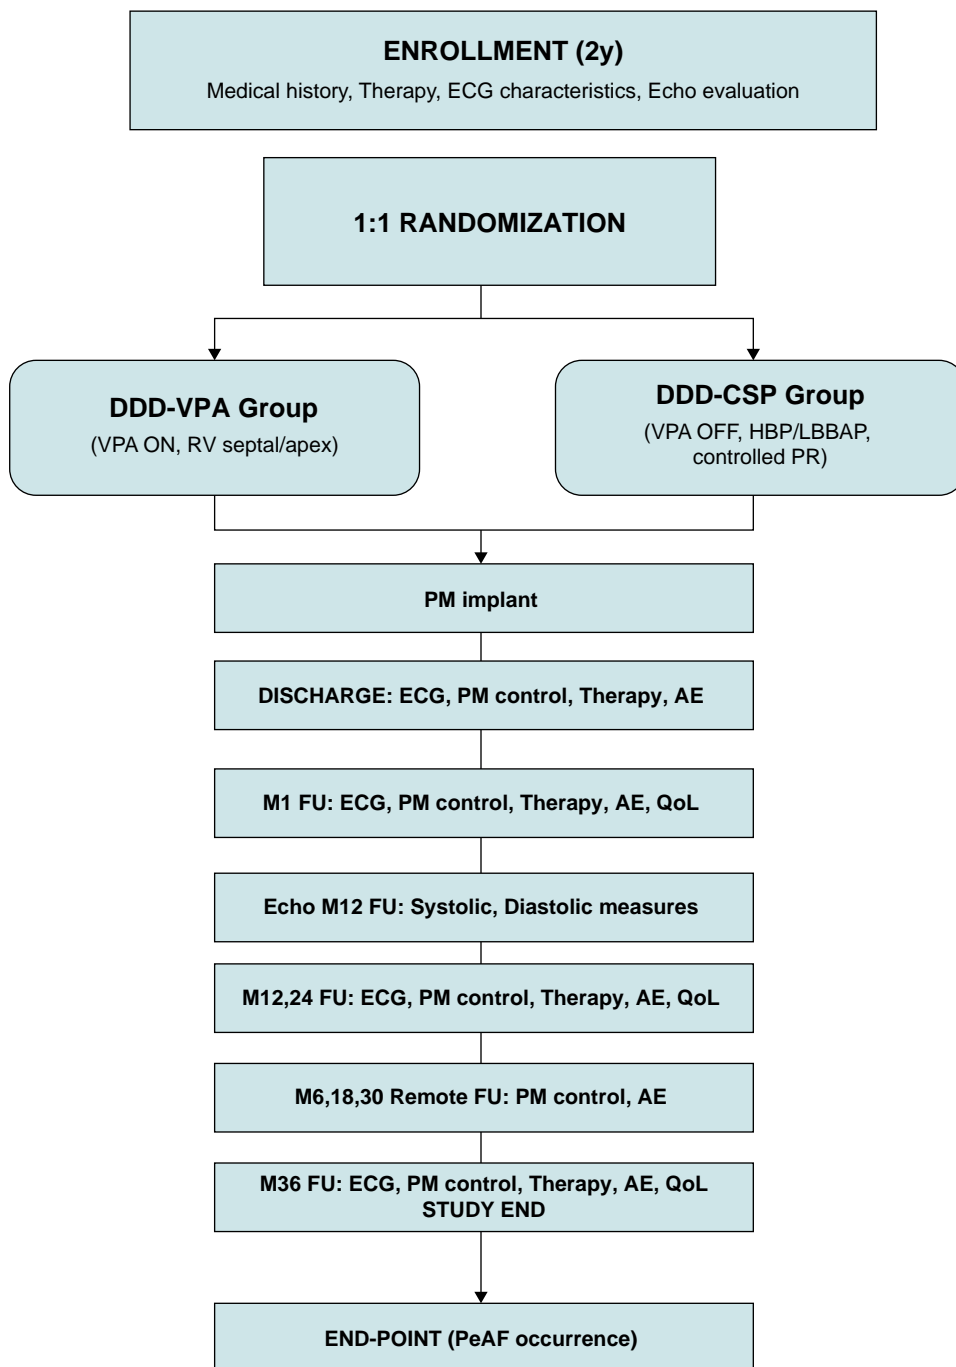 ENROLLMENT (2y)
Medical history, Therapy, ECG characteristics, Echo evaluation
1:1 RANDOMIZATION
DDD-VPA Group
(VPA ON, RV septal/apex)
DDD-CSP Group
(VPA OFF, HBP/LBBAP,
controlled PR)
PM implant
DISCHARGE: ECG, PM control, Therapy, AE
M1 FU: ECG, PM control, Therapy, AE, QoL
Echo M12 FU: Systolic, Diastolic measures
M12,24 FU: ECG, PM control, Therapy, AE, QoL
M6,18,30 Remote FU: PM control, AE
M36 FU: ECG, PM control, Therapy, AE, QoL
STUDY END
END-POINT (PeAF occurrence)